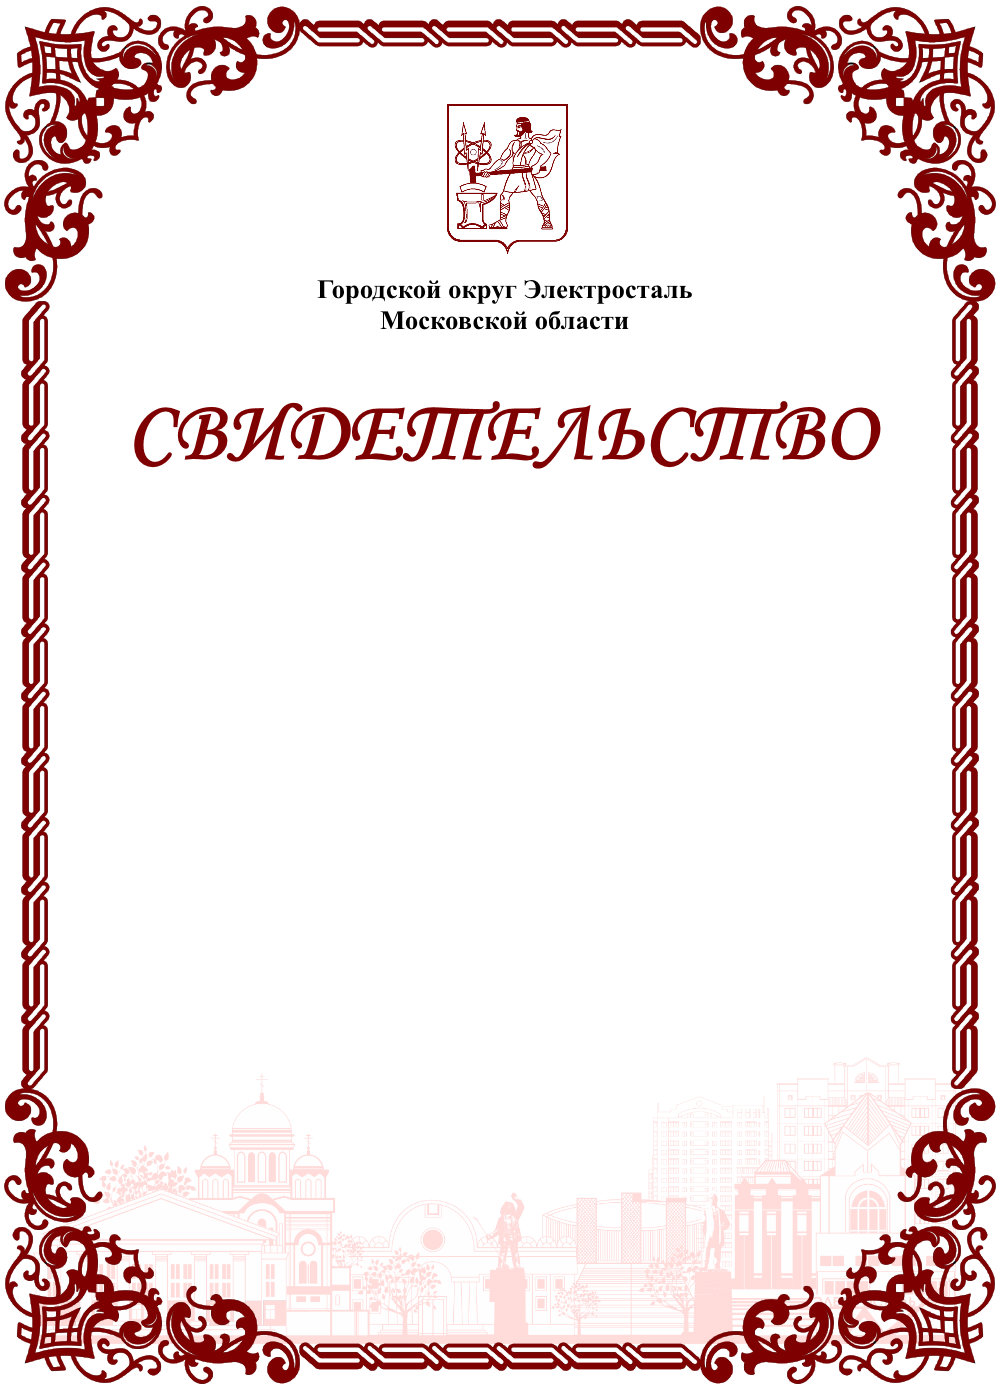 Городской округ Электросталь
Московской области
СВИДЕТЕЛЬСТВО